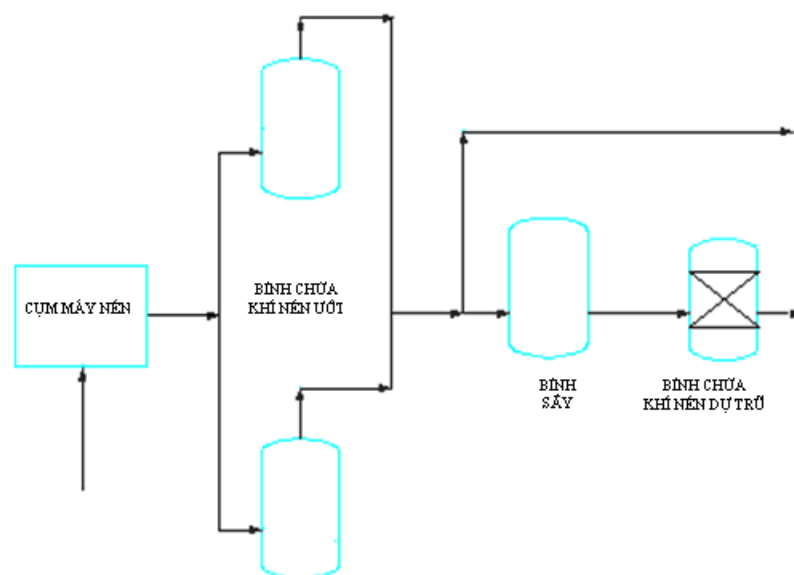 CỤM MÁY NÉN
BÌNH CHỨA
KHÍ NÉN ƯỚT
BÌNH
SẤY
BÌNH CHỨA
KHÍ NÉN DỰ TRỮ